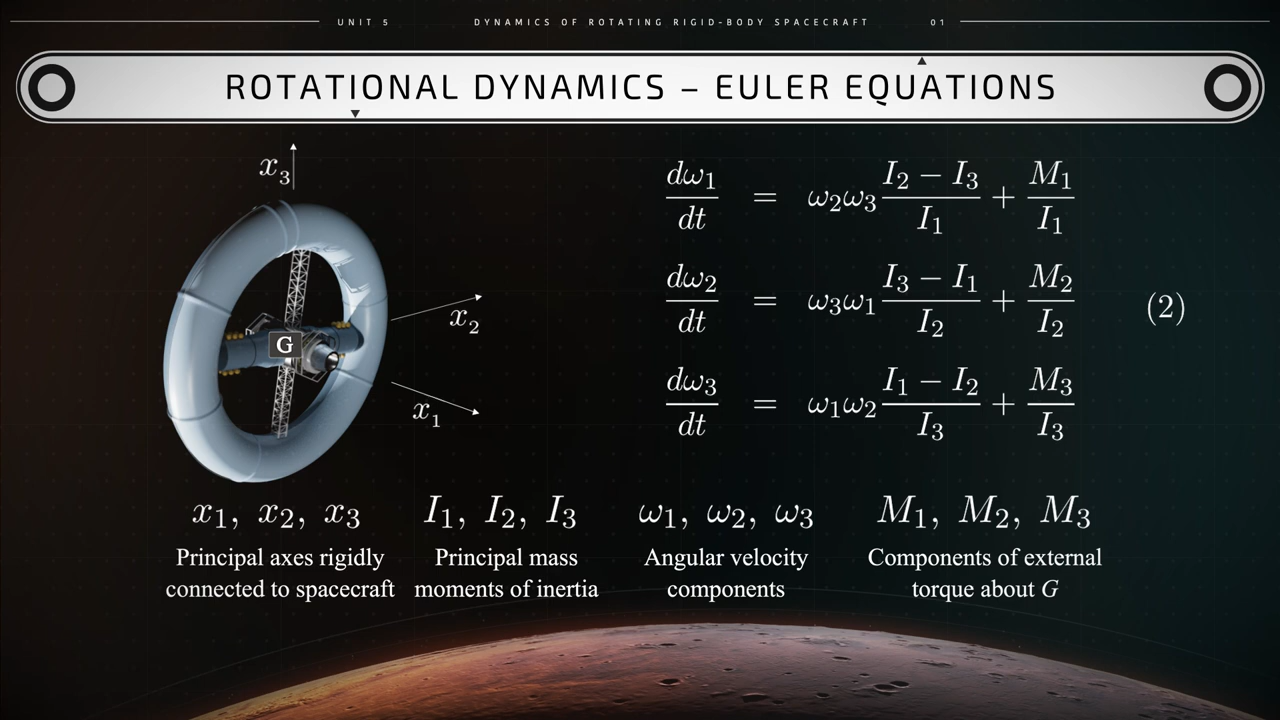 UNIT 5 DYNAMICS OF ROTATING RIGID-BODY SPACECRAFT 01
ROTATIONAL DYNAMICS – EULER EQUATIONS
x₃
x₂
x₁
G
dω₁/dt = ω₂ω₃ (I₂ − I₃)/I₁ + M₁/I₁
dω₂/dt = ω₃ω₁ (I₃ − I₁)/I₂ + M₂/I₂ (2)
dω₃/dt = ω₁ω₂ (I₁ − I₂)/I₃ + M₃/I₃
x₁, x₂, x₃
Principal axes rigidly
connected to spacecraft
I₁, I₂, I₃
Principal mass
moments of inertia
ω₁, ω₂, ω₃
Angular velocity
components
M₁, M₂, M₃
Components of external
torque about G